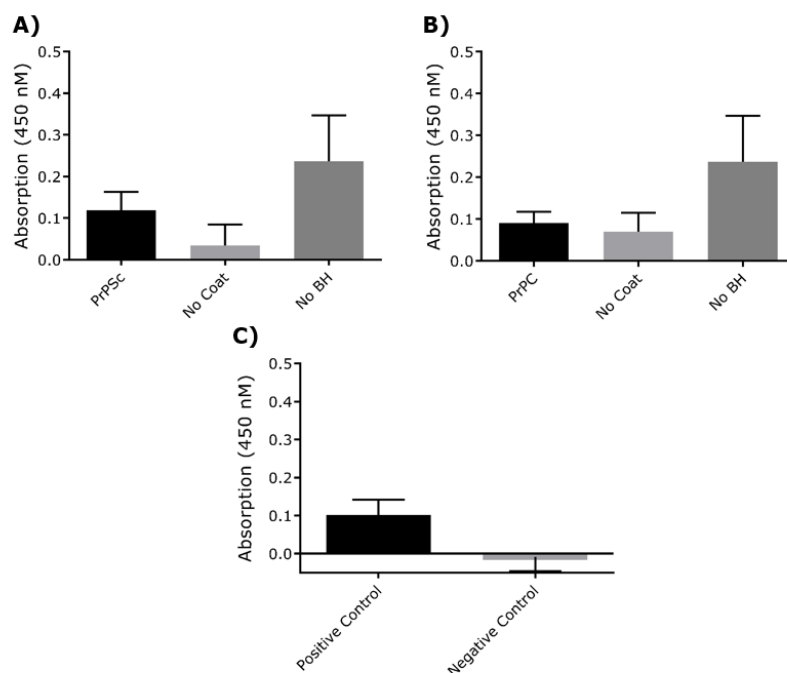 A)
Absorption (450 nM)
0.5
0.4
0.3
0.2
0.1
0.0
PrPSc
No Coat
No BH
B)
Absorption (450 nM)
0.5
0.4
0.3
0.2
0.1
0.0
PrPC
No Coat
No BH
C)
Absorption (450 nM)
0.5
0.4
0.3
0.2
0.1
0.0
Positive Control
Negative Control